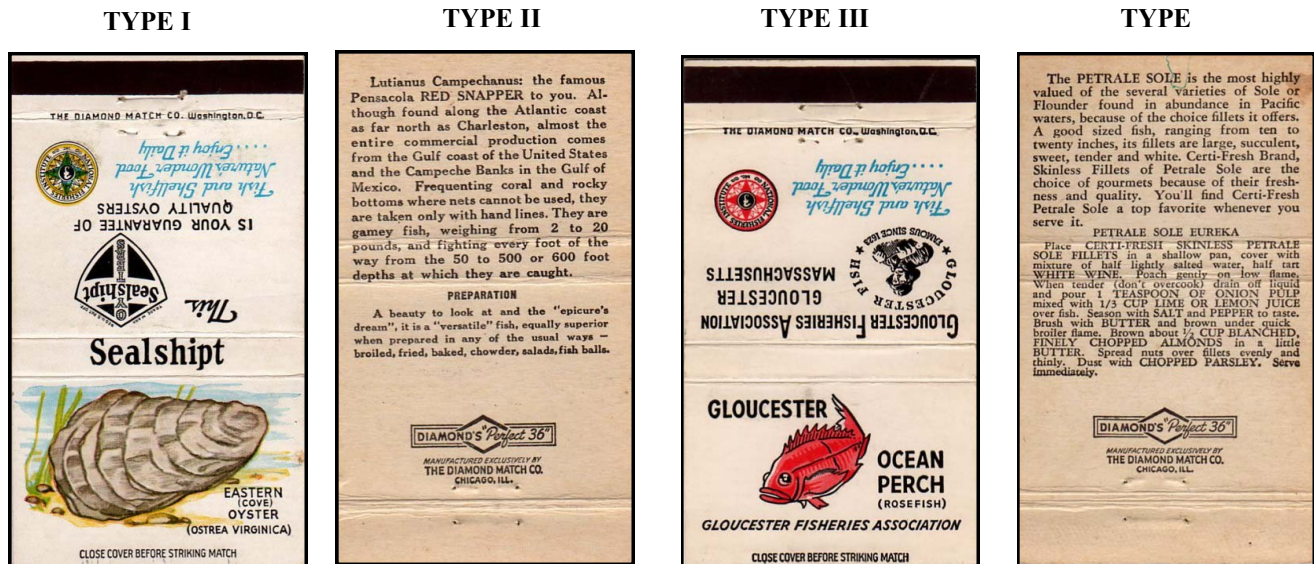 TYPE I
THE DIAMOND MATCH CO. Washington, D.C.
Fish and Shellfish
Nature's Wonder Food
.... Enjoy it Daily
NATIONAL FISHERIES INSTITUTE
This
Sealshipt
OYSTERS
IS YOUR GUARANTEE OF
QUALITY OYSTERS
Sealshipt
EASTERN
(COVE)
OYSTER
(OSTREA VIRGINICA)
CLOSE COVER BEFORE STRIKING MATCH
TYPE II
Lutianus Campechanus: the famous
Pensacola RED SNAPPER to you. Al-
though found along the Atlantic coast
as far north as Charleston, almost the
entire commercial production comes
from the Gulf coast of the United States
and the Campeche Banks in the Gulf of
Mexico. Frequenting coral and rocky
bottoms where nets cannot be used, they
are taken only with hand lines. They are
gamey fish, weighing from 2 to 20
pounds, and fighting every foot of the
way from the 50 to 500 or 600 foot
depths at which they are caught.
PREPARATION
A beauty to look at and the "epicure's
dream", it is a "versatile" fish, equally superior
when prepared in any of the usual ways —
broiled, fried, baked, chowder, salads, fish balls.
DIAMOND'S "Perfect 36"
MANUFACTURED EXCLUSIVELY BY
THE DIAMOND MATCH CO.
CHICAGO, ILL.
TYPE III
THE DIAMOND MATCH CO., Washington, D.C.
Fish and Shellfish
Nature's Wonder Food
.... Enjoy it Daily
NATIONAL FISHERIES INSTITUTE
GLOUCESTER FISH
FAMOUS SINCE 1623
GLOUCESTER FISHERIES ASSOCIATION
GLOUCESTER
MASSACHUSETTS
GLOUCESTER
OCEAN
PERCH
(ROSEFISH)
GLOUCESTER FISHERIES ASSOCIATION
CLOSE COVER BEFORE STRIKING MATCH
TYPE
The PETRALE SOLE is the most highly
valued of the several varieties of Sole or
Flounder found in abundance in Pacific
waters, because of the choice fillets it offers.
A good sized fish, ranging from ten to
twenty inches, its fillets are large, succulent,
sweet, tender and white. Certi-Fresh Brand,
Skinless Fillets of Petrale Sole are the
choice of gourmets because of their fresh-
ness and quality. You'll find Certi-Fresh
Petrale Sole a top favorite whenever you
serve it.
PETRALE SOLE EUREKA
Place CERTI-FRESH SKINLESS PETRALE
SOLE FILLETS in a shallow pan, cover with
mixture of half lightly salted water, half tart
WHITE WINE. Poach gently on low flame.
When tender (don't overcook) drain off liquid
and pour 1 TEASPOON OF ONION PULP
mixed with 1/3 CUP LIME OR LEMON JUICE
over fish. Season with SALT and PEPPER to taste.
Brush with BUTTER and brown under quick
broiler flame. Brown about ½ CUP BLANCHED,
FINELY CHOPPED ALMONDS in a little
BUTTER. Spread nuts over fillets evenly and
thinly. Dust with CHOPPED PARSLEY. Serve
immediately.
DIAMOND'S "Perfect 36"
MANUFACTURED EXCLUSIVELY BY
THE DIAMOND MATCH CO.
CHICAGO, ILL.